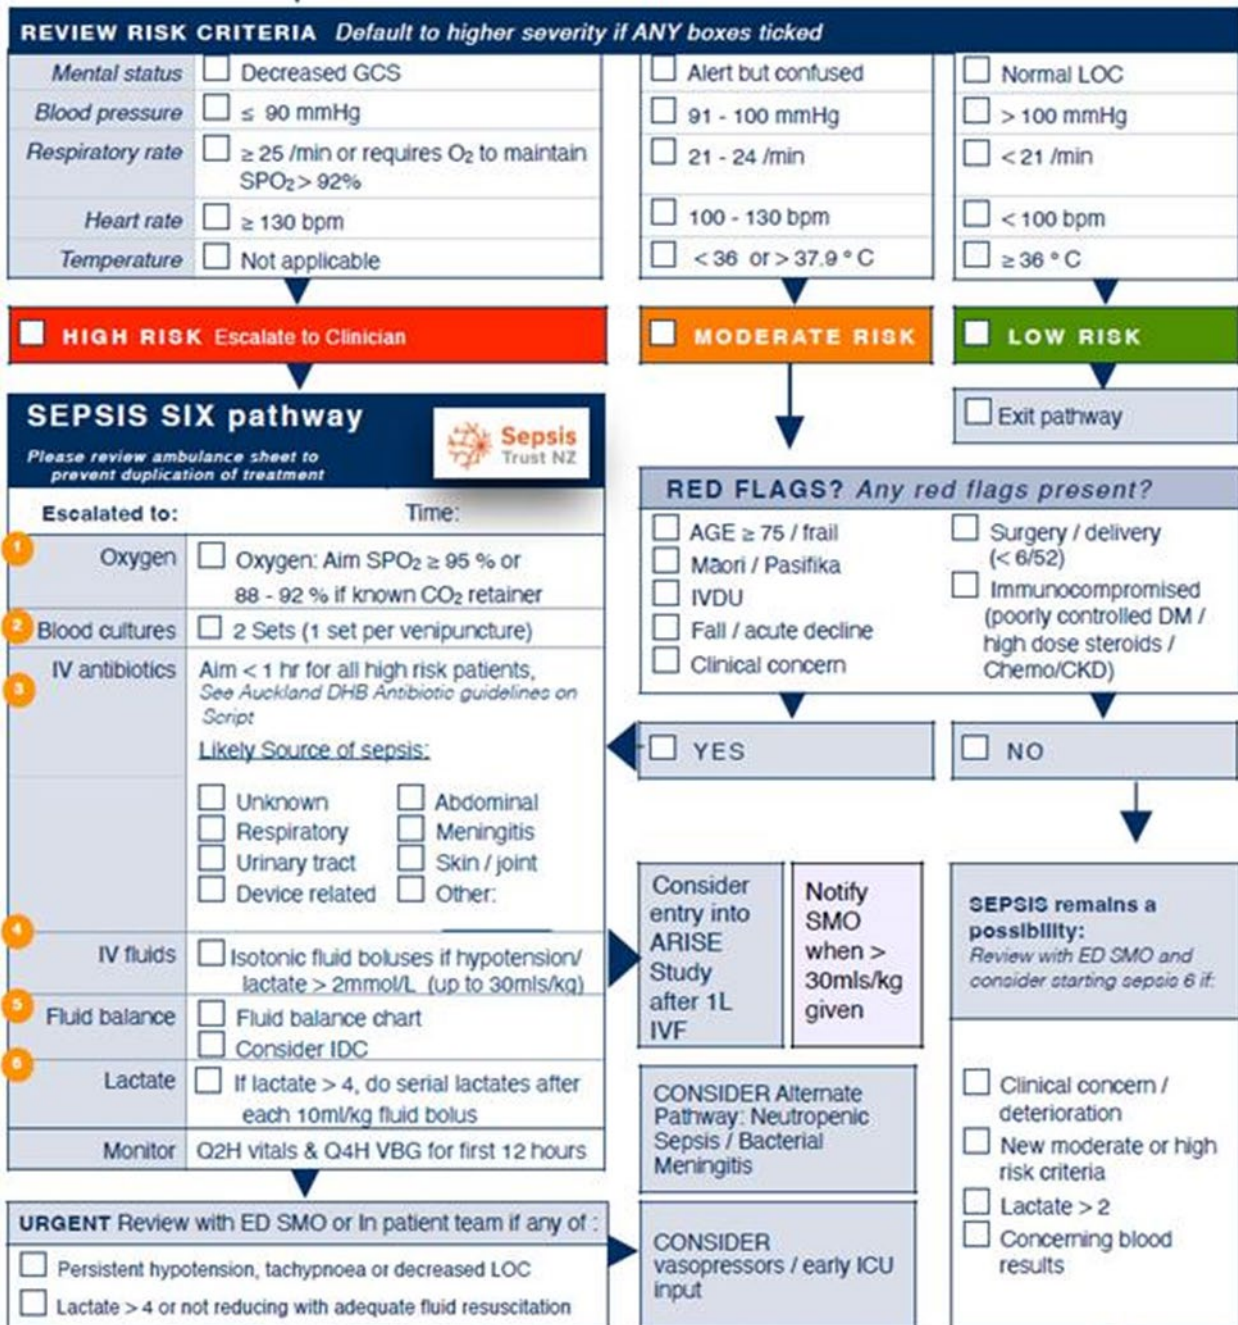 REVIEW RISK CRITERIA Default to higher severity if ANY boxes ticked
Mental status Decreased GCS Alert but confused Normal LOC
Blood pressure ≤ 90 mmHg 91 - 100 mmHg > 100 mmHg
Respiratory rate ≥ 25 /min or requires O2 to maintain 21 - 24 /min < 21 /min
SPO2 > 92%
Heart rate ≥ 130 bpm 100 - 130 bpm < 100 bpm
Temperature Not applicable < 36 or > 37.9 ° C ≥ 36 ° C
HIGH RISK Escalate to Clinician
MODERATE RISK
LOW RISK
Exit pathway
SEPSIS SIX pathway
Please review ambulance sheet to
prevent duplication of treatment
Sepsis
Trust NZ
Escalated to: Time:
1 Oxygen Oxygen: Aim SPO2 ≥ 95 % or
88 - 92 % if known CO2 retainer
2 Blood cultures 2 Sets (1 set per venipuncture)
3 IV antibiotics Aim < 1 hr for all high risk patients,
See Auckland DHB Antibiotic guidelines on
Script
Likely Source of sepsis:
Unknown Abdominal
Respiratory Meningitis
Urinary tract Skin / joint
Device related Other:
4 IV fluids Isotonic fluid boluses if hypotension/
lactate > 2mmol/L (up to 30mls/kg)
5 Fluid balance Fluid balance chart
Consider IDC
6 Lactate If lactate > 4, do serial lactates after
each 10ml/kg fluid bolus
Monitor Q2H vitals & Q4H VBG for first 12 hours
URGENT Review with ED SMO or In patient team if any of :
Persistent hypotension, tachypnoea or decreased LOC
Lactate > 4 or not reducing with adequate fluid resuscitation
RED FLAGS? Any red flags present?
AGE ≥ 75 / frail
Māori / Pasifika
IVDU
Fall / acute decline
Clinical concern
Surgery / delivery
(< 6/52)
Immunocompromised
(poorly controlled DM /
high dose steroids /
Chemo/CKD)
YES
NO
Consider
entry into
ARISE
Study
after 1L
IVF
Notify
SMO
when >
30mls/kg
given
CONSIDER Alternate
Pathway: Neutropenic
Sepsis / Bacterial
Meningitis
CONSIDER
vasopressors / early ICU
input
SEPSIS remains a
possibility:
Review with ED SMO and
consider starting sepsis 6 if:
Clinical concern /
deterioration
New moderate or high
risk criteria
Lactate > 2
Concerning blood
results